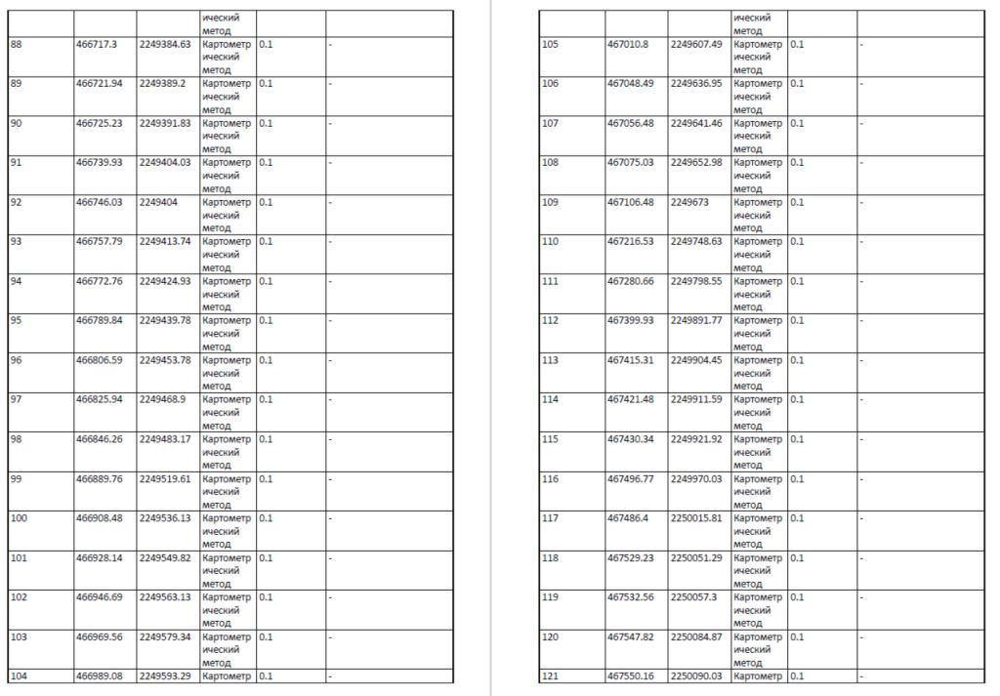 ический
метод
88 466717.3 2249384.63 Картометр 0.1 -
ический
метод
89 466721.94 2249389.2 Картометр 0.1 -
ический
метод
90 466725.23 2249391.83 Картометр 0.1 -
ический
метод
91 466739.93 2249404.03 Картометр 0.1 -
ический
метод
92 466746.03 2249404 Картометр 0.1 -
ический
метод
93 466757.79 2249413.74 Картометр 0.1 -
ический
метод
94 466772.76 2249424.93 Картометр 0.1 -
ический
метод
95 466789.84 2249439.78 Картометр 0.1 -
ический
метод
96 466806.59 2249453.78 Картометр 0.1 -
ический
метод
97 466825.94 2249468.9 Картометр 0.1 -
ический
метод
98 466846.26 2249483.17 Картометр 0.1 -
ический
метод
99 466889.76 2249519.61 Картометр 0.1 -
ический
метод
100 466908.48 2249536.13 Картометр 0.1 -
ический
метод
101 466928.14 2249549.82 Картометр 0.1 -
ический
метод
102 466946.69 2249563.13 Картометр 0.1 -
ический
метод
103 466969.56 2249579.34 Картометр 0.1 -
ический
метод
104 466989.08 2249593.29 Картометр 0.1 -
ический
метод
105 467010.8 2249607.49 Картометр 0.1 -
ический
метод
106 467048.49 2249636.95 Картометр 0.1 -
ический
метод
107 467056.48 2249641.46 Картометр 0.1 -
ический
метод
108 467075.03 2249652.98 Картометр 0.1 -
ический
метод
109 467106.48 2249673 Картометр 0.1 -
ический
метод
110 467216.53 2249748.63 Картометр 0.1 -
ический
метод
111 467280.66 2249798.55 Картометр 0.1 -
ический
метод
112 467399.93 2249891.77 Картометр 0.1 -
ический
метод
113 467415.31 2249904.45 Картометр 0.1 -
ический
метод
114 467421.48 2249911.59 Картометр 0.1 -
ический
метод
115 467430.34 2249921.92 Картометр 0.1 -
ический
метод
116 467496.77 2249970.03 Картометр 0.1 -
ический
метод
117 467486.4 2250015.81 Картометр 0.1 -
ический
метод
118 467529.23 2250051.29 Картометр 0.1 -
ический
метод
119 467532.56 2250057.3 Картометр 0.1 -
ический
метод
120 467547.82 2250084.87 Картометр 0.1 -
ический
метод
121 467550.16 2250090.03 Картометр 0.1 -